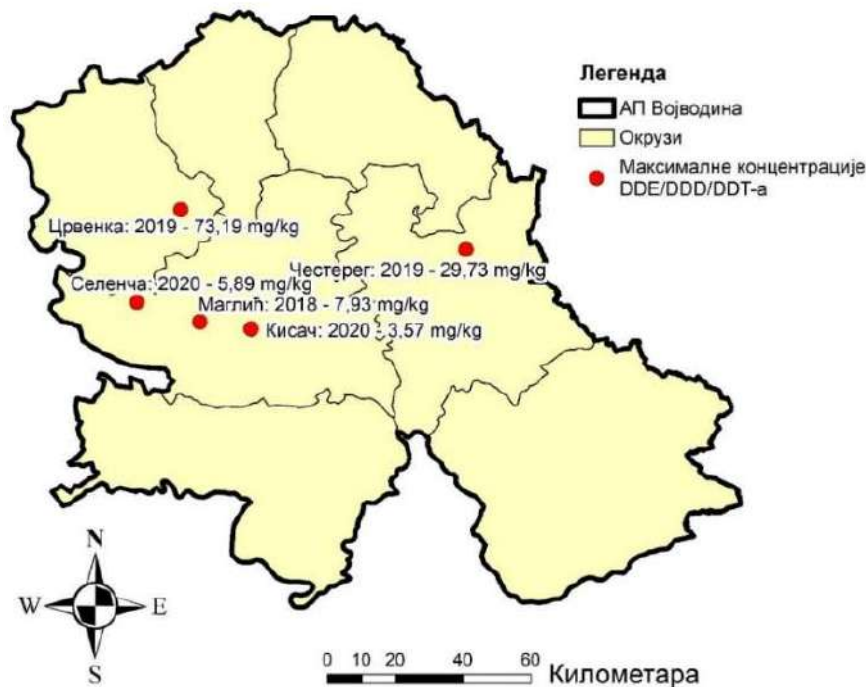 Легенда
АП Војводина
Окрузи
Максималне концентрације
DDE/DDD/DDT-а
Црвенка: 2019 - 73,19 mg/kg
Честерег: 2019 - 29,73 mg/kg
Селенча: 2020 - 5,89 mg/kg
Маглић: 2018 - 7,93 mg/kg
Кисач: 2020 - 3,57 mg/kg
N
W E
S
0 10 20 40 60
Километара